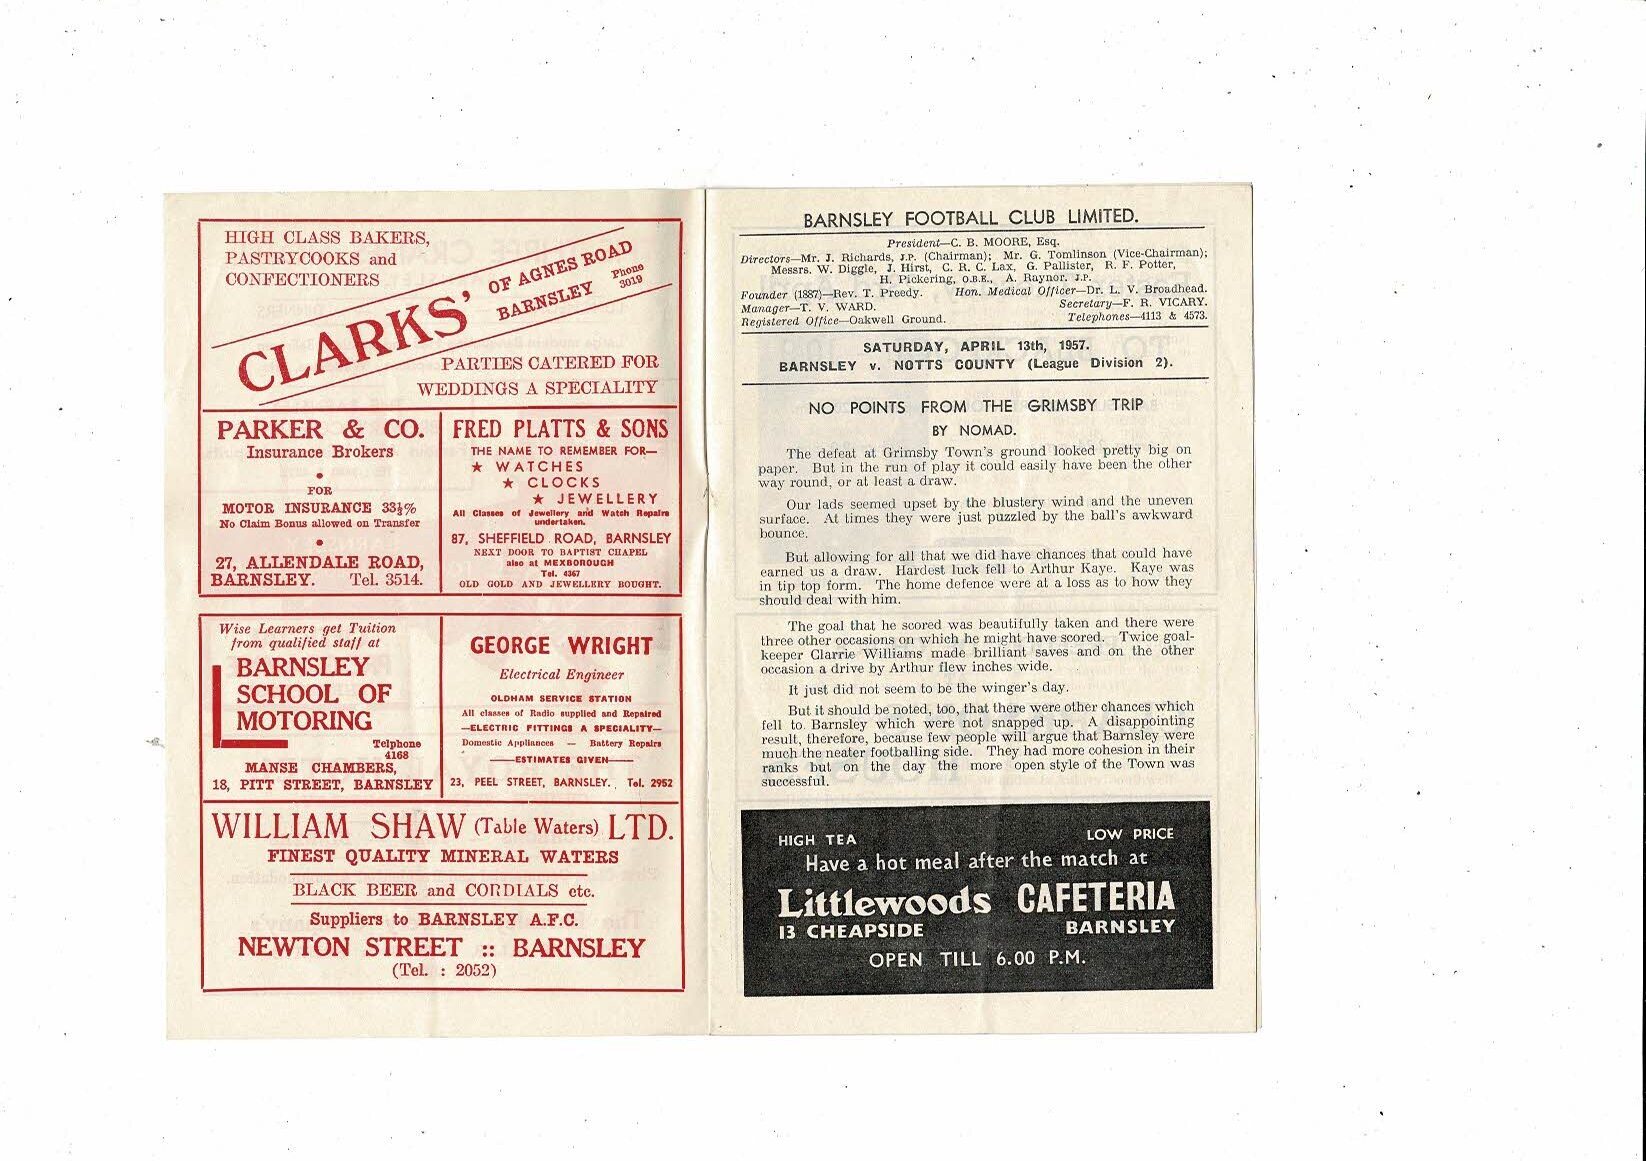 HIGH CLASS BAKERS,
PASTRYCOOKS and
CONFECTIONERS
CLARKS' OF AGNES ROAD
BARNSLEY
Phone
3019
PARTIES CATERED FOR
WEDDINGS A SPECIALITY
PARKER & CO.
Insurance Brokers
•
FOR
MOTOR INSURANCE 33⅓%
No Claim Bonus allowed on Transfer
•
27, ALLENDALE ROAD,
BARNSLEY. Tel. 3514.
FRED PLATTS & SONS
THE NAME TO REMEMBER FOR—
★ WATCHES
★ CLOCKS
★ JEWELLERY
All Classes of Jewellery and Watch Repairs
undertaken.
87, SHEFFIELD ROAD, BARNSLEY
NEXT DOOR TO BAPTIST CHAPEL
also at MEXBOROUGH
Tel. 4367
OLD GOLD AND JEWELLERY BOUGHT.
Wise Learners get Tuition
from qualified staff at
BARNSLEY
SCHOOL OF
MOTORING
Telphone
4168
MANSE CHAMBERS,
18, PITT STREET, BARNSLEY
GEORGE WRIGHT
Electrical Engineer
OLDHAM SERVICE STATION
All classes of Radio supplied and Repaired
—ELECTRIC FITTINGS A SPECIALITY—
Domestic Appliances — Battery Repairs
——ESTIMATES GIVEN——
23, PEEL STREET, BARNSLEY. Tel. 2952
WILLIAM SHAW (Table Waters) LTD.
FINEST QUALITY MINERAL WATERS
BLACK BEER and CORDIALS etc.
Suppliers to BARNSLEY A.F.C.
NEWTON STREET :: BARNSLEY
(Tel. : 2052)
BARNSLEY FOOTBALL CLUB LIMITED.
President—C. B. MOORE, Esq.
Directors—Mr. J. Richards, J.P. (Chairman); Mr. G. Tomlinson (Vice-Chairman);
Messrs. W. Diggle, J. Hirst, C. R. C. Lax, G. Pallister, R. F. Potter,
H. Pickering, O.B.E., A. Raynor. J.P.
Founder (1887)—Rev. T. Preedy. Hon. Medical Officer—Dr. L. V. Broadhead.
Manager—T. V. WARD. Secretary—F. R. VICARY.
Registered Office—Oakwell Ground. Telephones—4113 & 4573.
SATURDAY, APRIL 13th, 1957.
BARNSLEY v. NOTTS COUNTY (League Division 2).
NO POINTS FROM THE GRIMSBY TRIP
BY NOMAD.
The defeat at Grimsby Town's ground looked pretty big on
paper. But in the run of play it could easily have been the other
way round, or at least a draw.
Our lads seemed upset by the blustery wind and the uneven
surface. At times they were just puzzled by the ball's awkward
bounce.
But allowing for all that we did have chances that could have
earned us a draw. Hardest luck fell to Arthur Kaye. Kaye was
in tip top form. The home defence were at a loss as to how they
should deal with him.
The goal that he scored was beautifully taken and there were
three other occasions on which he might have scored. Twice goal-
keeper Clarrie Williams made brilliant saves and on the other
occasion a drive by Arthur flew inches wide.
It just did not seem to be the winger's day.
But it should be noted, too, that there were other chances which
fell to Barnsley which were not snapped up. A disappointing
result, therefore, because few people will argue that Barnsley were
much the neater footballing side. They had more cohesion in their
ranks but on the day the more open style of the Town was
successful.
HIGH TEA LOW PRICE
Have a hot meal after the match at
Littlewoods CAFETERIA
13 CHEAPSIDE BARNSLEY
OPEN TILL 6.00 P.M.